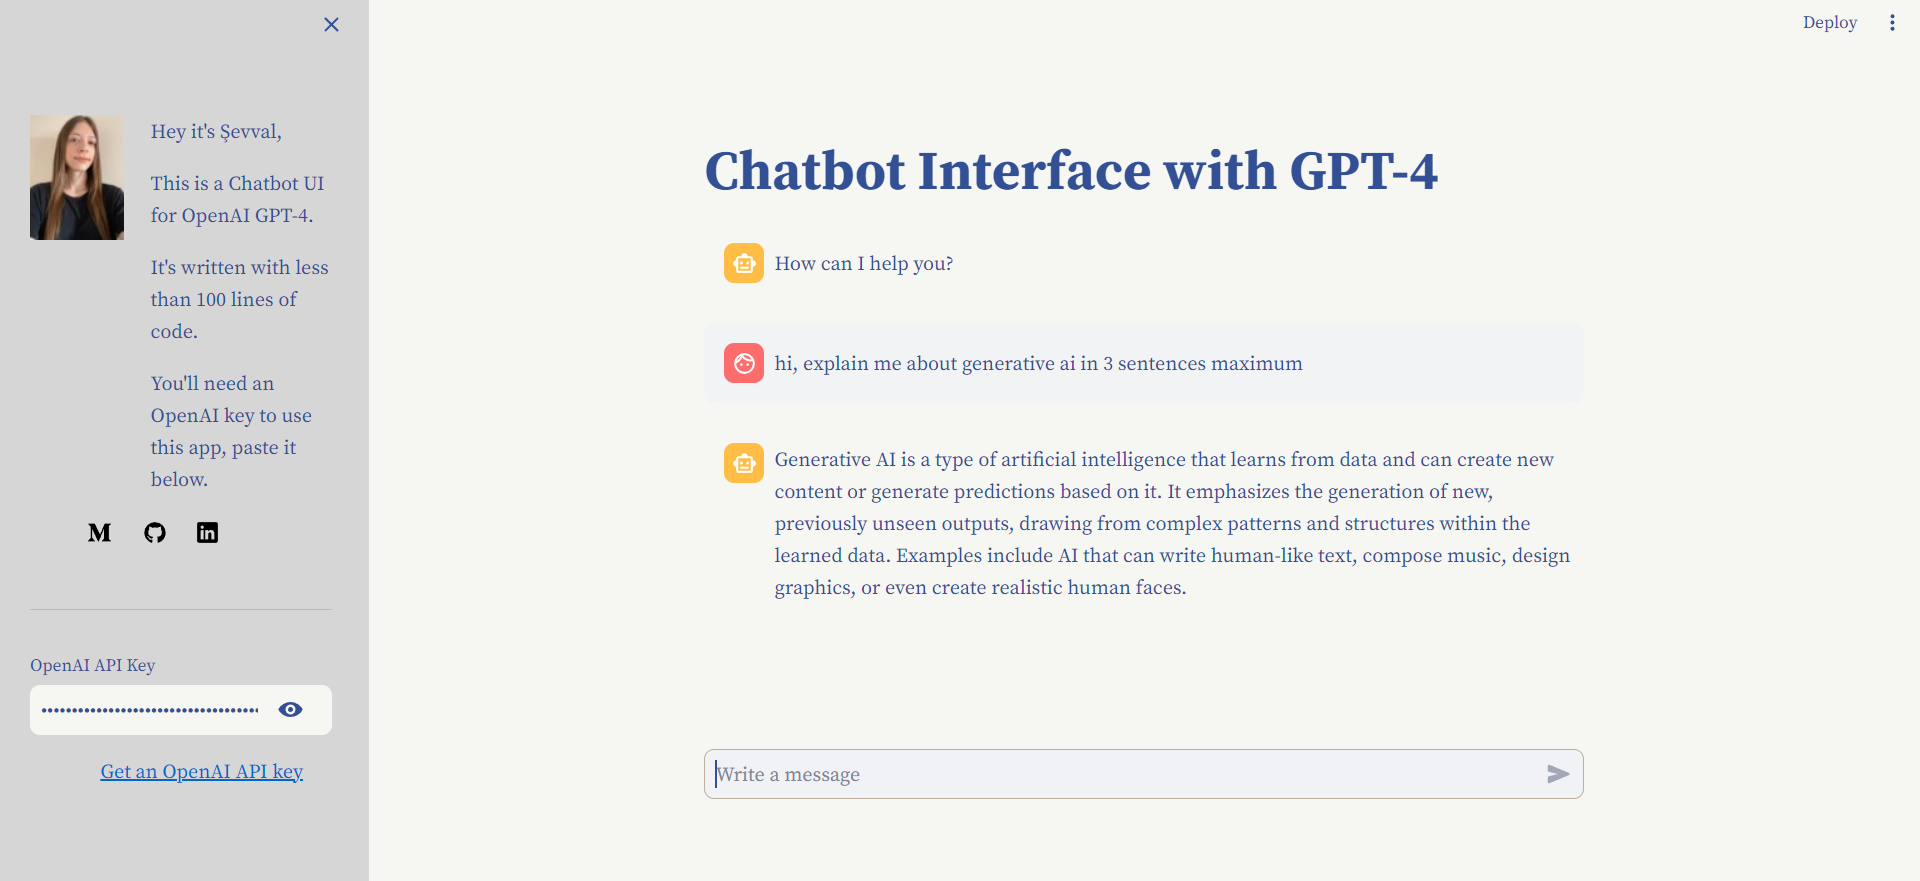 Deploy
Hey it's Şevval,
This is a Chatbot UI
for OpenAI GPT-4.
It's written with less
than 100 lines of
code.
You'll need an
OpenAI key to use
this app, paste it
below.
M
in
OpenAI API Key
Get an OpenAI API key
Chatbot Interface with GPT-4
How can I help you?
hi, explain me about generative ai in 3 sentences maximum
Generative AI is a type of artificial intelligence that learns from data and can create new
content or generate predictions based on it. It emphasizes the generation of new,
previously unseen outputs, drawing from complex patterns and structures within the
learned data. Examples include AI that can write human-like text, compose music, design
graphics, or even create realistic human faces.
Write a message